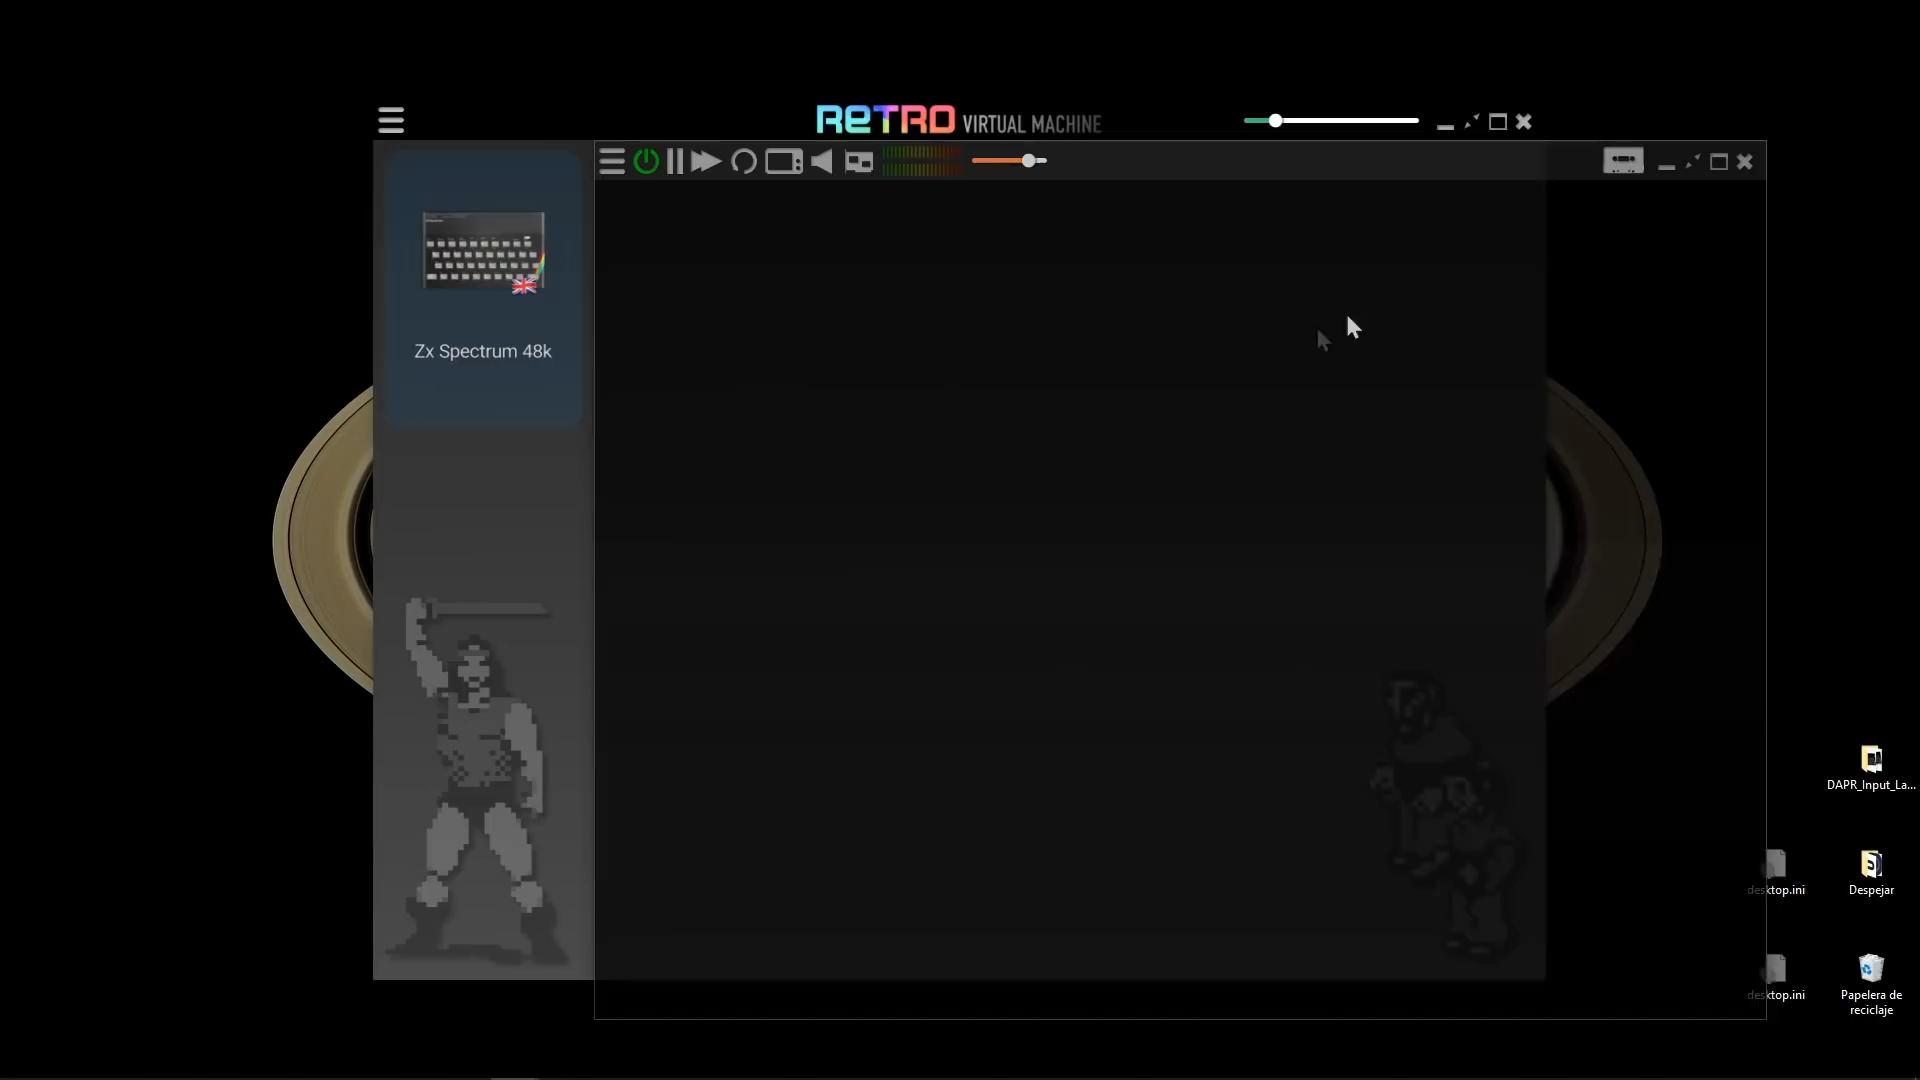 ReTRO VIRTUAL MACHINE
Zx Spectrum 48k
DAPR_Input_La...
desktop.ini
Despejar
desktop.ini
Papelera de
reciclaje